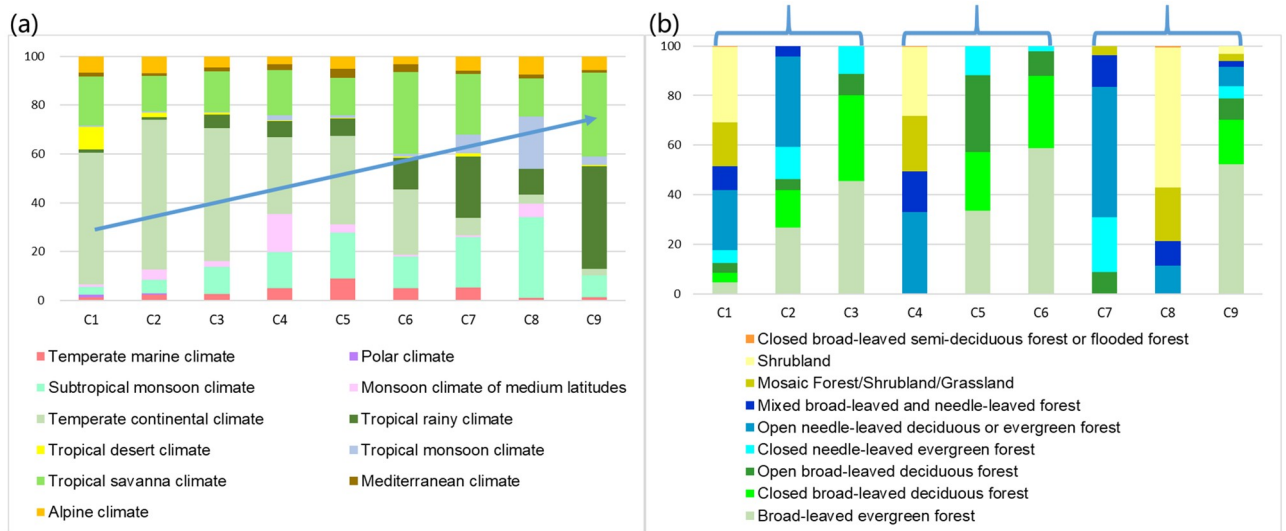 (a)
100
80
60
40
20
0
C1 C2 C3 C4 C5 C6 C7 C8 C9
Temperate marine climate
Polar climate
Subtropical monsoon climate
Monsoon climate of medium latitudes
Temperate continental climate
Tropical rainy climate
Tropical desert climate
Tropical monsoon climate
Tropical savanna climate
Mediterranean climate
Alpine climate
(b)
100
80
60
40
20
0
C1 C2 C3 C4 C5 C6 C7 C8 C9
Closed broad-leaved semi-deciduous forest or flooded forest
Shrubland
Mosaic Forest/Shrubland/Grassland
Mixed broad-leaved and needle-leaved forest
Open needle-leaved deciduous or evergreen forest
Closed needle-leaved evergreen forest
Open broad-leaved deciduous forest
Closed broad-leaved deciduous forest
Broad-leaved evergreen forest